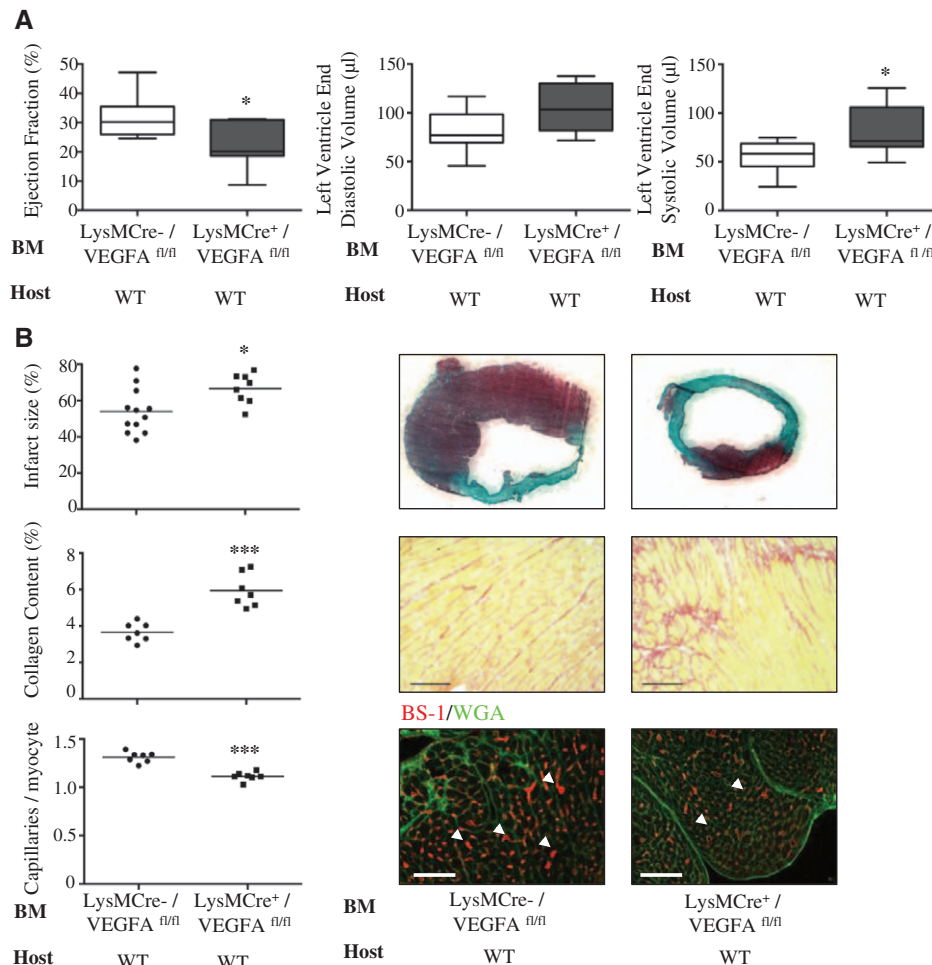 A
Ejection Fraction (%)
50
40
30
20
10
0
*
BM
LysMCre- /
VEGFA fl/fl
LysMCre+ /
VEGFA fl/fl
Host
WT
WT
Left Ventricle End
Diastolic Volume (µl)
150
100
50
0
BM
LysMCre- /
VEGFA fl/fl
LysMCre+ /
VEGFA fl/fl
Host
WT
WT
Left Ventricle End
Systolic Volume (µl)
150
100
50
0
*
BM
LysMCre- /
VEGFA fl/fl
LysMCre+ /
VEGFA fl/fl
Host
WT
WT
B
Infarct size (%)
80
60
40
20
0
*
Collagen Content (%)
8
6
4
2
0
***
Capillaries / myocyte
1.5
1.0
0.5
0
***
BM
LysMCre- /
VEGFA fl/fl
LysMCre+ /
VEGFA fl/fl
Host
WT
WT
BS-1/WGA
BM
LysMCre- /
VEGFA fl/fl
LysMCre+ /
VEGFA fl/fl
Host
WT
WT